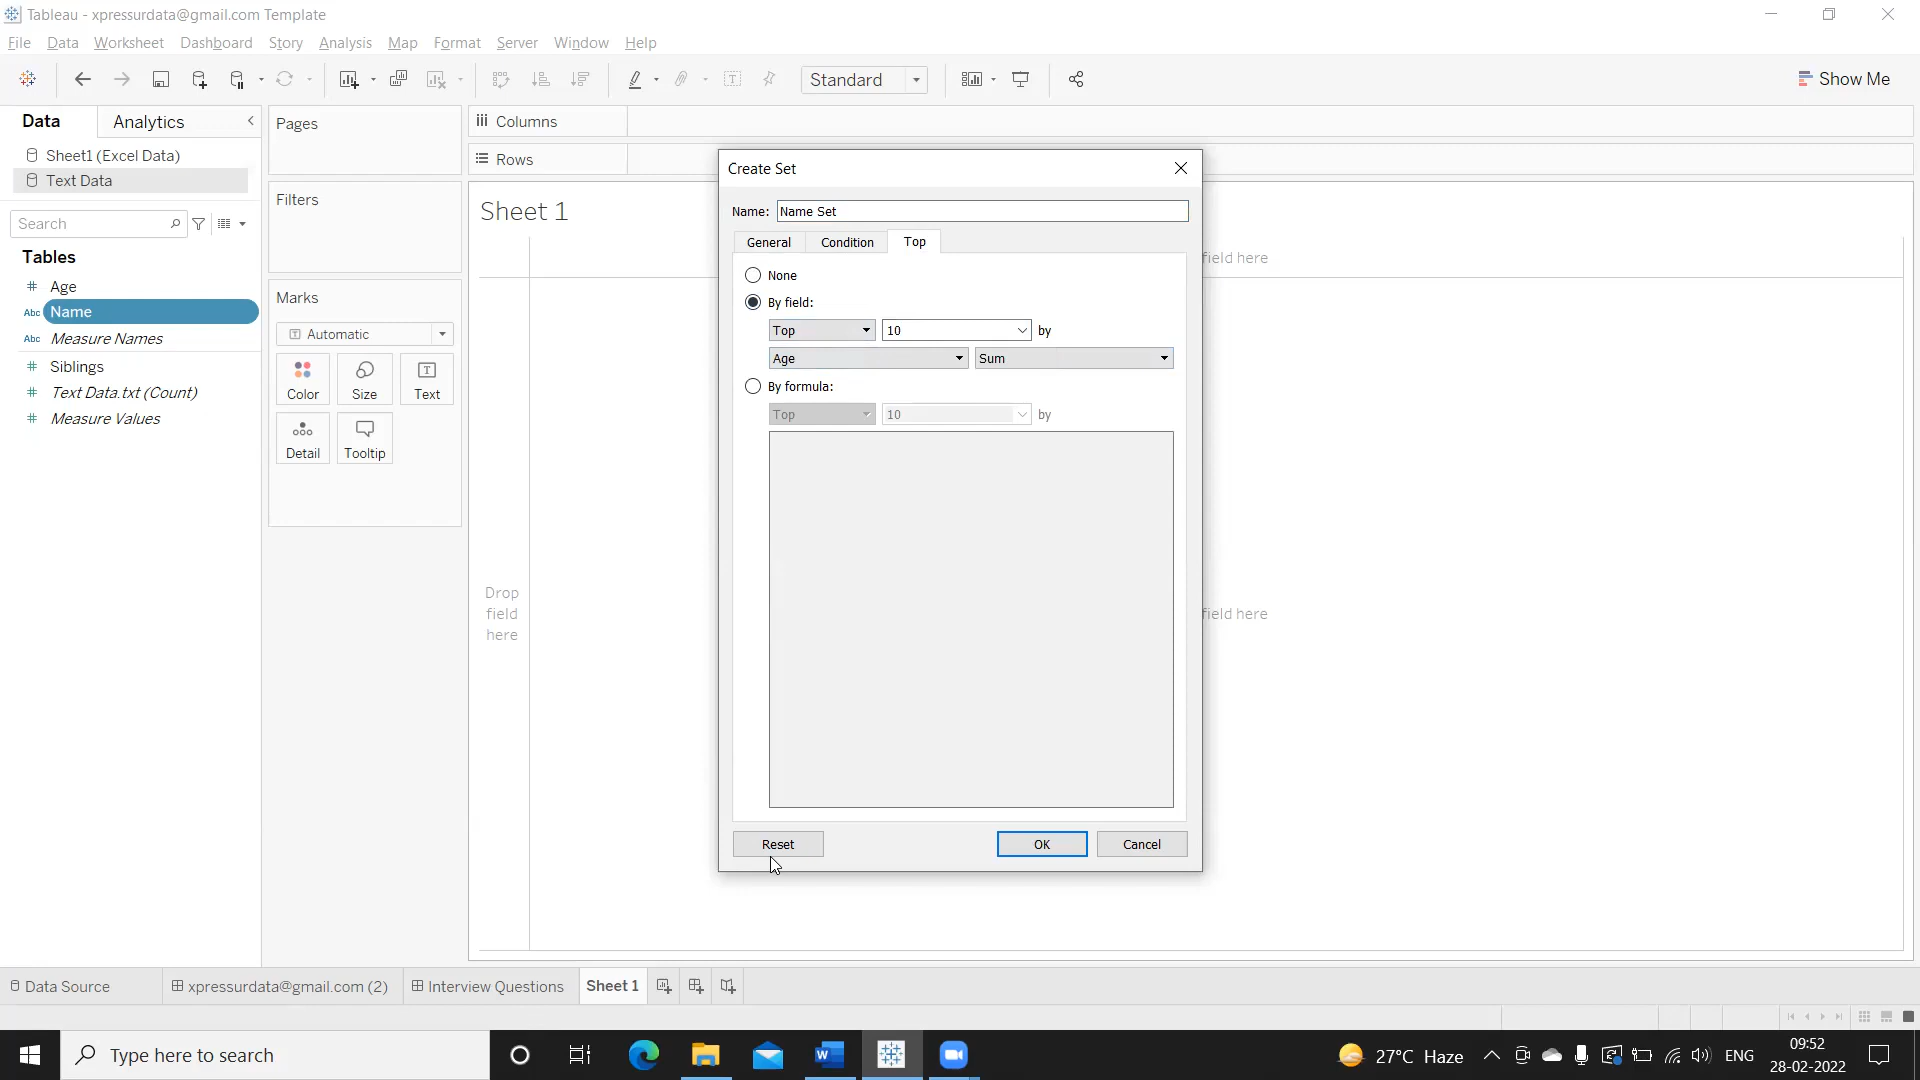 Tableau - xpressurdata@gmail.com Template
File Data Worksheet Dashboard Story Analysis Map Format Server Window Help
Standard
Show Me
Data Analytics
Sheet1 (Excel Data)
Text Data
Search
Tables
# Age
Abc Name
Abc Measure Names
# Siblings
# Text Data.txt (Count)
# Measure Values
Pages
Filters
Marks
T Automatic
Color Size Text
Detail Tooltip
Columns
Rows
Sheet 1
field here
Drop
field
here
field here
Create Set
Name: Name Set
General Condition Top
None
By field:
Top 10 by
Age Sum
By formula:
Top 10 by
Reset OK Cancel
Data Source xpressurdata@gmail.com (2) Interview Questions Sheet 1
Type here to search
27°C Haze ENG
09:52
28-02-2022